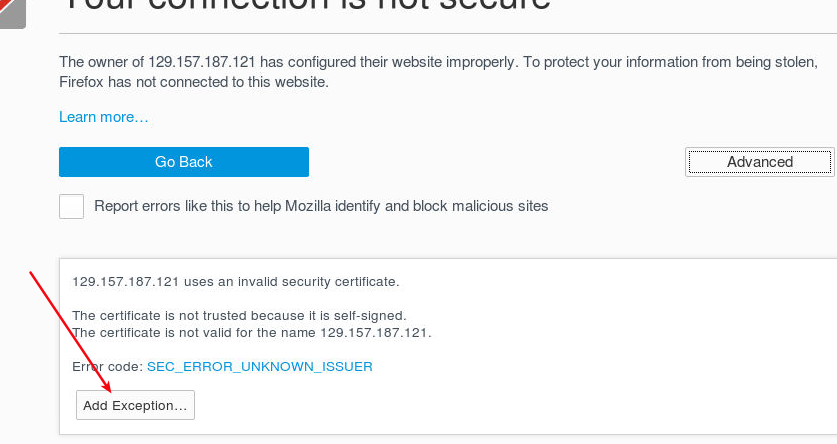 Your connection is not secure
The owner of 129.157.187.121 has configured their website improperly. To protect your information from being stolen,
Firefox has not connected to this website.
Learn more…
Go Back
Advanced
Report errors like this to help Mozilla identify and block malicious sites
129.157.187.121 uses an invalid security certificate.
The certificate is not trusted because it is self-signed.
The certificate is not valid for the name 129.157.187.121.
Error code: SEC_ERROR_UNKNOWN_ISSUER
Add Exception…